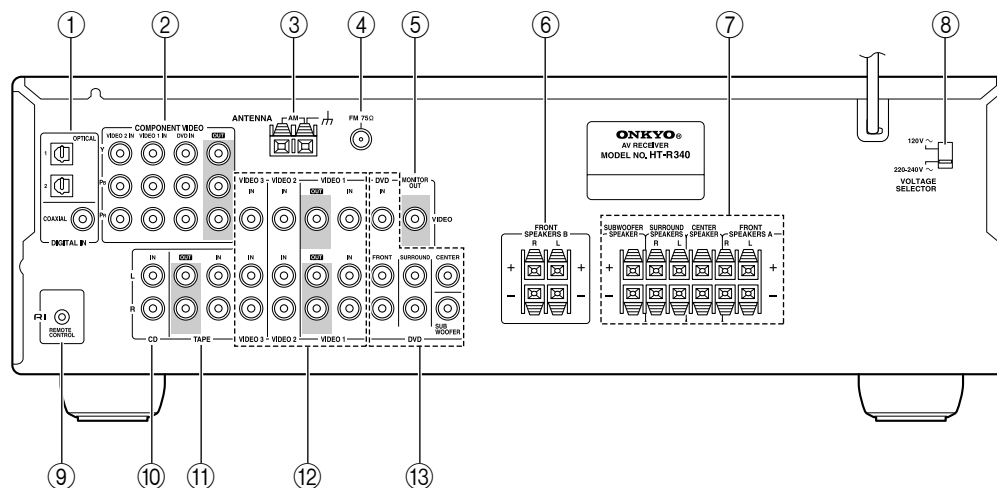 ① ② ③ ④ ⑤ ⑥ ⑦ ⑧
ANTENNA AM FM 75Ω
COMPONENT VIDEO
VIDEO 2 IN VIDEO 1 IN DVD IN OUT
Y
PB
PR
OPTICAL
1
2
COAXIAL
DIGITAL IN
VIDEO 3 VIDEO 2 VIDEO 1 DVD MONITOR OUT
IN IN OUT IN IN
VIDEO
ONKYO®
AV RECEIVER
MODEL NO. HT-R340
120V ~
220-240V ~
VOLTAGE
SELECTOR
FRONT
SPEAKERS B
R L
+ +
– –
SUBWOOFER SPEAKER SURROUND SPEAKERS CENTER SPEAKER FRONT SPEAKERS A
R L R L
+ +
– –
IN OUT IN IN IN OUT IN FRONT SURROUND CENTER
L
R
SUB
WOOFER
CD TAPE VIDEO 3 VIDEO 2 VIDEO 1 DVD
RI
REMOTE
CONTROL
⑨ ⑩ ⑪ ⑫ ⑬